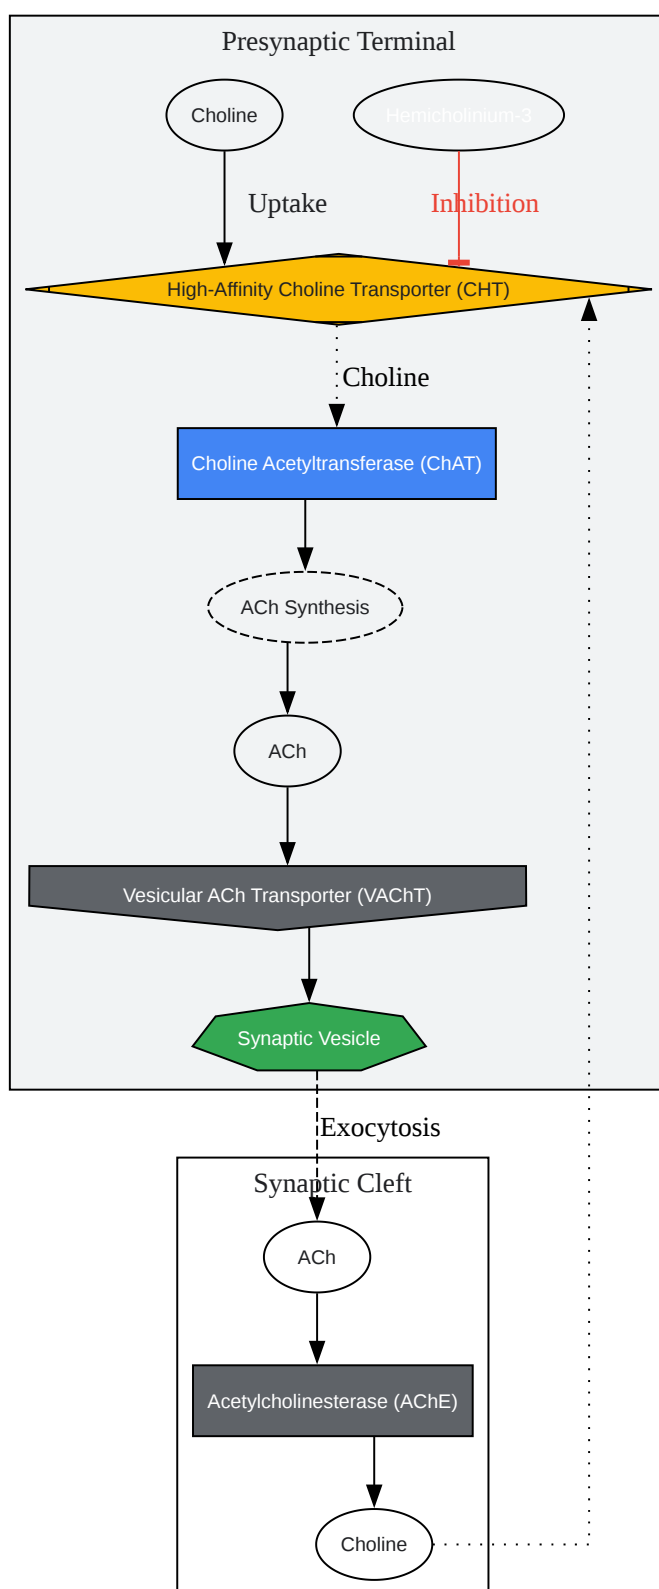 Presynaptic Terminal
Choline
Hemicholinium-3
Uptake
Inhibition
High-Affinity Choline Transporter (CHT)
Choline
Choline Acetyltransferase (ChAT)
ACh Synthesis
ACh
Vesicular ACh Transporter (VAChT)
Synaptic Vesicle
Exocytosis
Synaptic Cleft
ACh
Acetylcholinesterase (AChE)
Choline